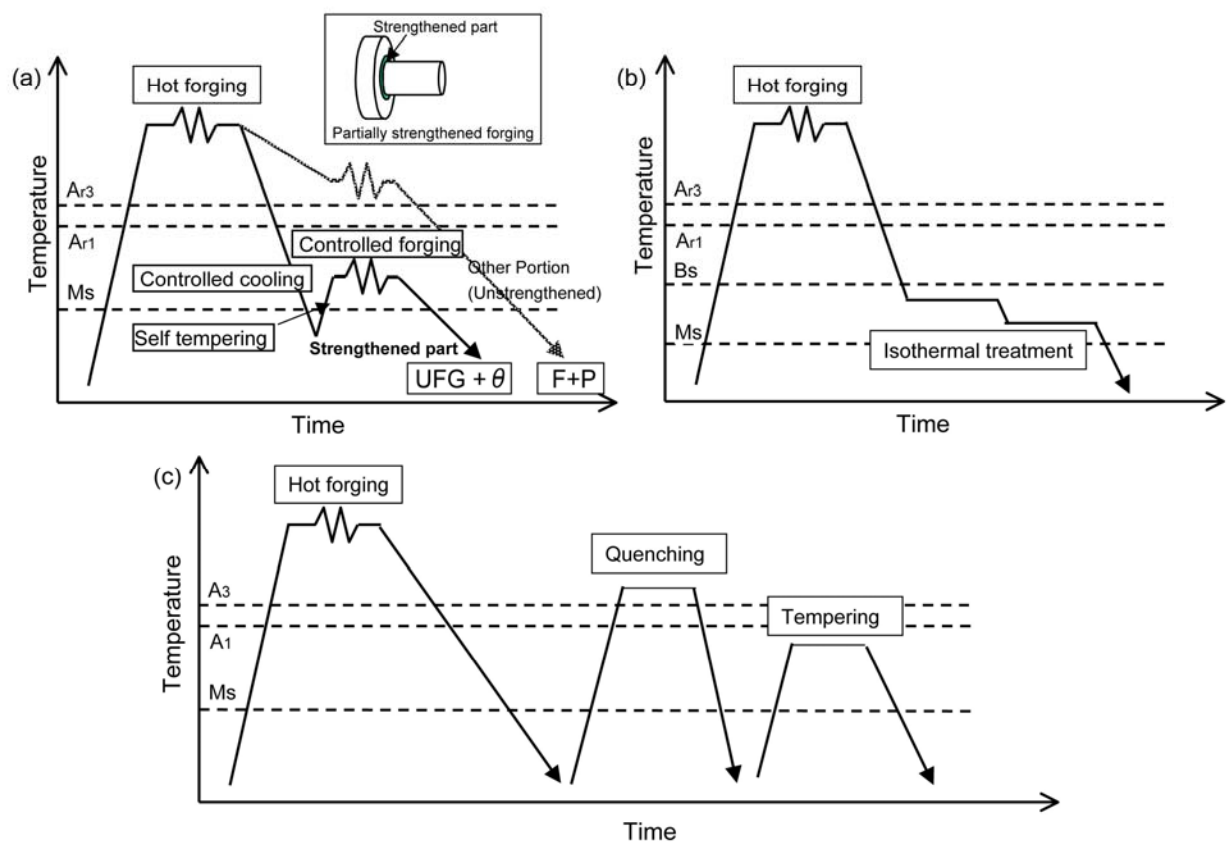 (a)
Hot forging
Strengthened part
Partially strengthened forging
Temperature
Ar3
Ar1
Ms
Controlled forging
Controlled cooling
Self tempering
Other Portion
(Unstrengthened)
Strengthened part
UFG + θ
F+P
Time
(b)
Hot forging
Temperature
Ar3
Ar1
Bs
Ms
Isothermal treatment
Time
(c)
Hot forging
Quenching
Tempering
Temperature
A3
A1
Ms
Time